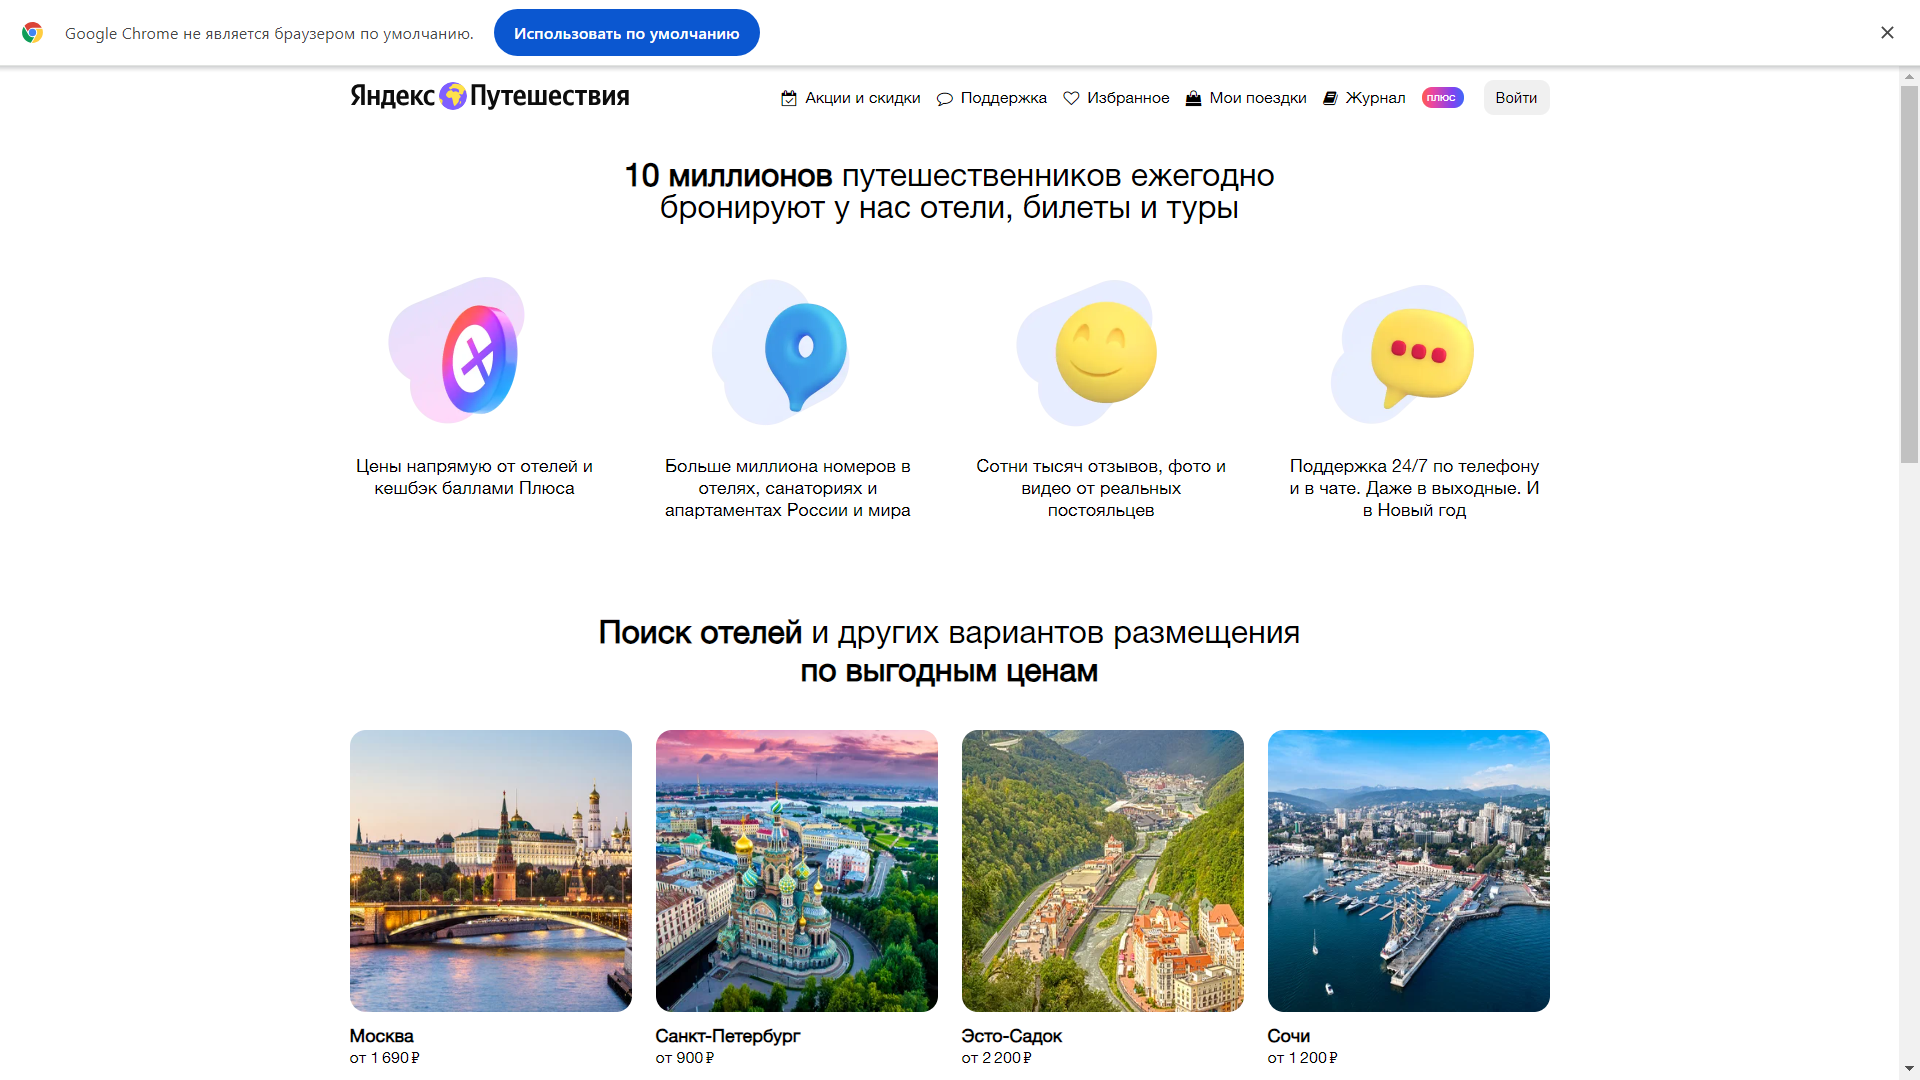 Google Chrome не является браузером по умолчанию.
Использовать по умолчанию
Яндекс Путешествия
Акции и скидки
Поддержка
Избранное
Мои поездки
Журнал
плюс
Войти
10 миллионов путешественников ежегодно
бронируют у нас отели, билеты и туры
Цены напрямую от отелей и
кешбэк баллами Плюса
Больше миллиона номеров в
отелях, санаториях и
апартаментах России и мира
Сотни тысяч отзывов, фото и
видео от реальных
постояльцев
Поддержка 24/7 по телефону
и в чате. Даже в выходные. И
в Новый год
Поиск отелей и других вариантов размещения
по выгодным ценам
Москва
от 1 690 ₽
Санкт-Петербург
от 900 ₽
Эсто-Садок
от 2 200 ₽
Сочи
от 1 200 ₽